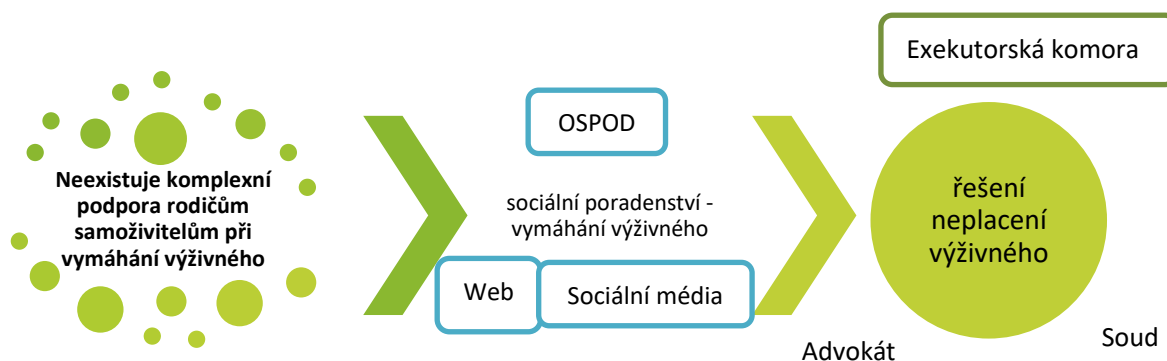 Neexistuje komplexní
podpora rodičům
samoživitelům při
vymáhání výživného
OSPOD
sociální poradenství -
vymáhání výživného
Web
Sociální média
Exekutorská komora
řešení
neplacení
výživného
Advokát
Soud